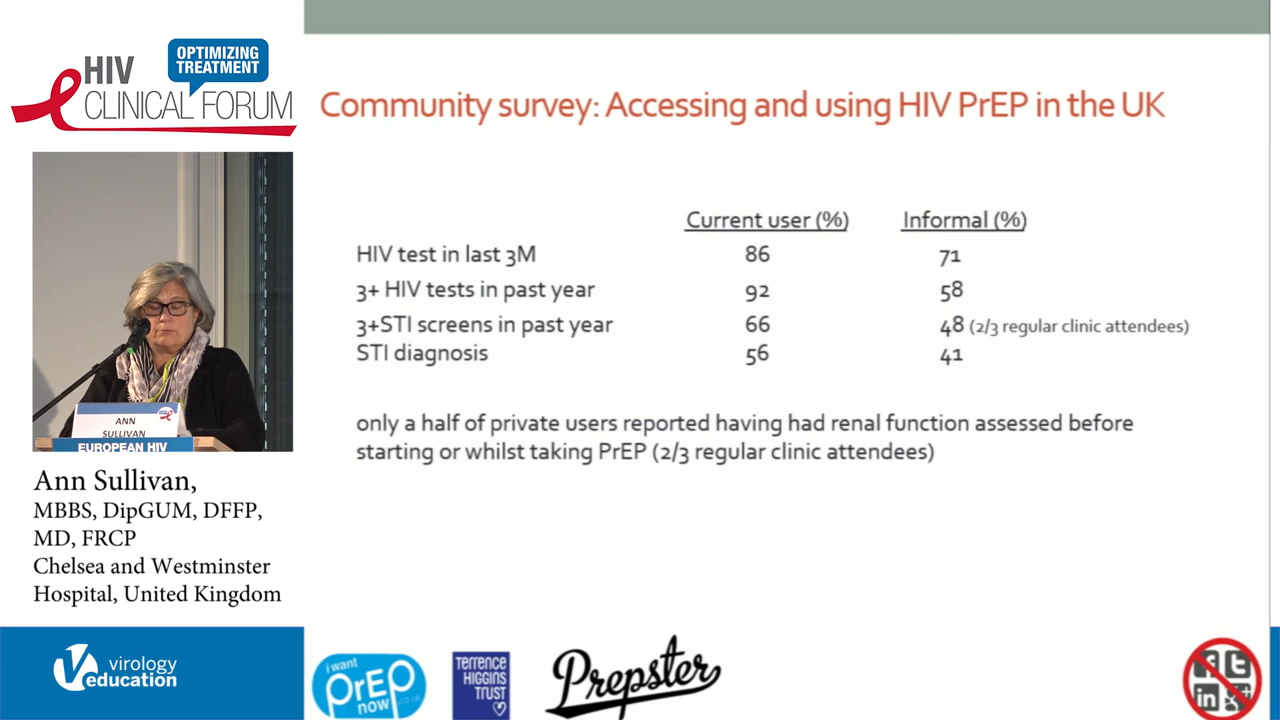 HIV
CLINICAL FORUM
OPTIMIZING
TREATMENT
Community survey: Accessing and using HIV PrEP in the UK
Current user (%) Informal (%)
HIV test in last 3M 86 71
3+ HIV tests in past year 92 58
3+STI screens in past year 66 48 (2/3 regular clinic attendees)
STI diagnosis 56 41
only a half of private users reported having had renal function assessed before
starting or whilst taking PrEP (2/3 regular clinic attendees)
ANN
SULLIVAN
EUROPEAN HIV
Ann Sullivan,
MBBS, DipGUM, DFFP,
MD, FRCP
Chelsea and Westminster
Hospital, United Kingdom
virology
education
i want
PrEP
now
TERRENCE
HIGGINS
TRUST
Prepster
in